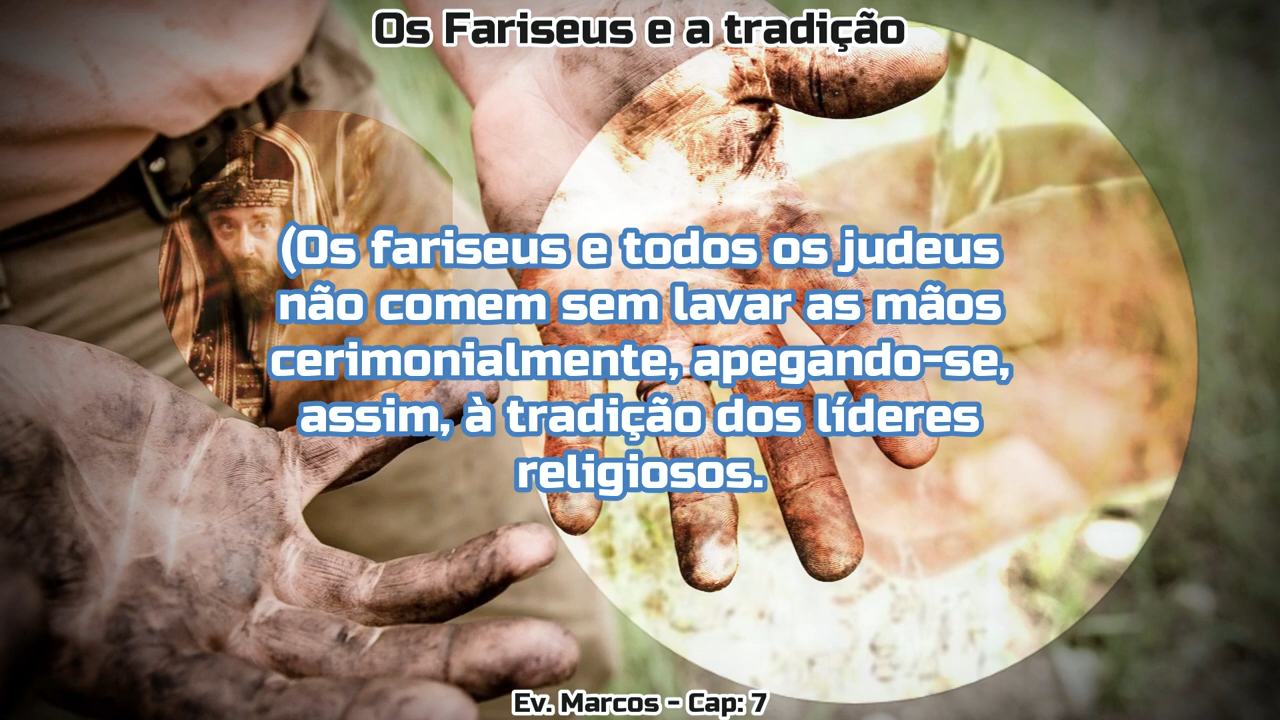 Os Fariseus e a tradição
(Os fariseus e todos os judeus
não comem sem lavar as mãos
cerimonialmente, apegando-se,
assim, à tradição dos líderes
religiosos.
Ev. Marcos - Cap: 7